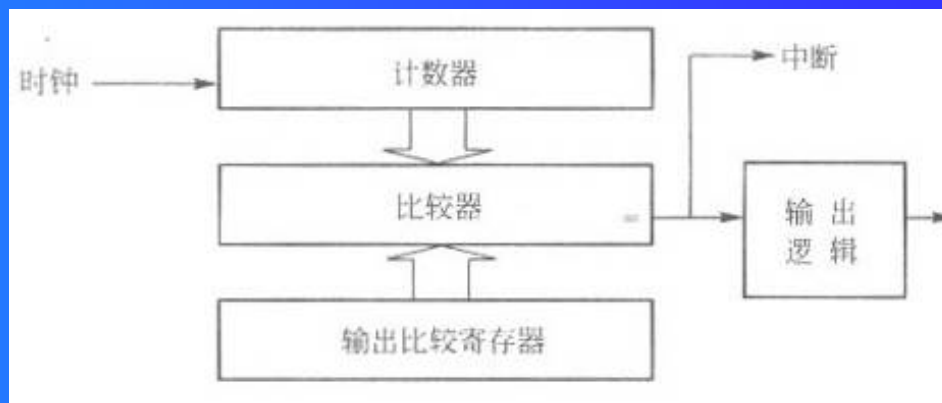 计数器
中断
时钟
比较器
=
输出
逻辑
输出比较寄存器